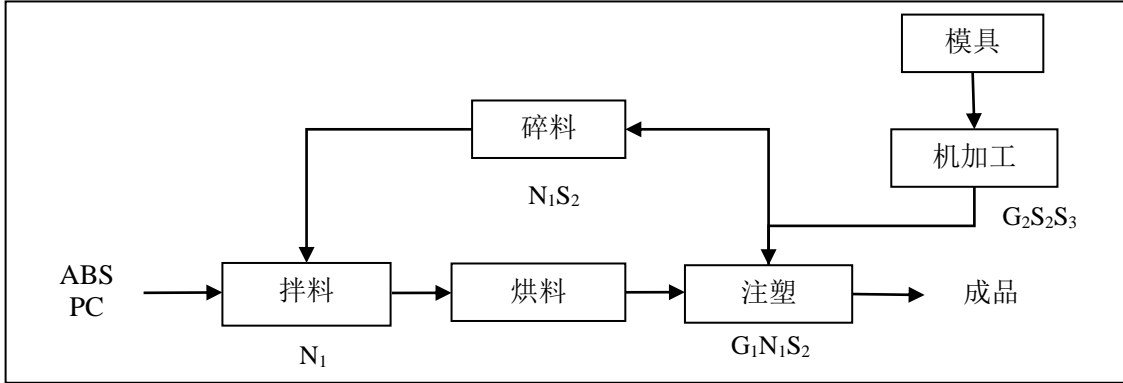 模具
碎料
机加工
N₁S₂
G₂S₂S₃
ABS
PC
拌料
烘料
注塑
成品
N₁
G₁N₁S₂